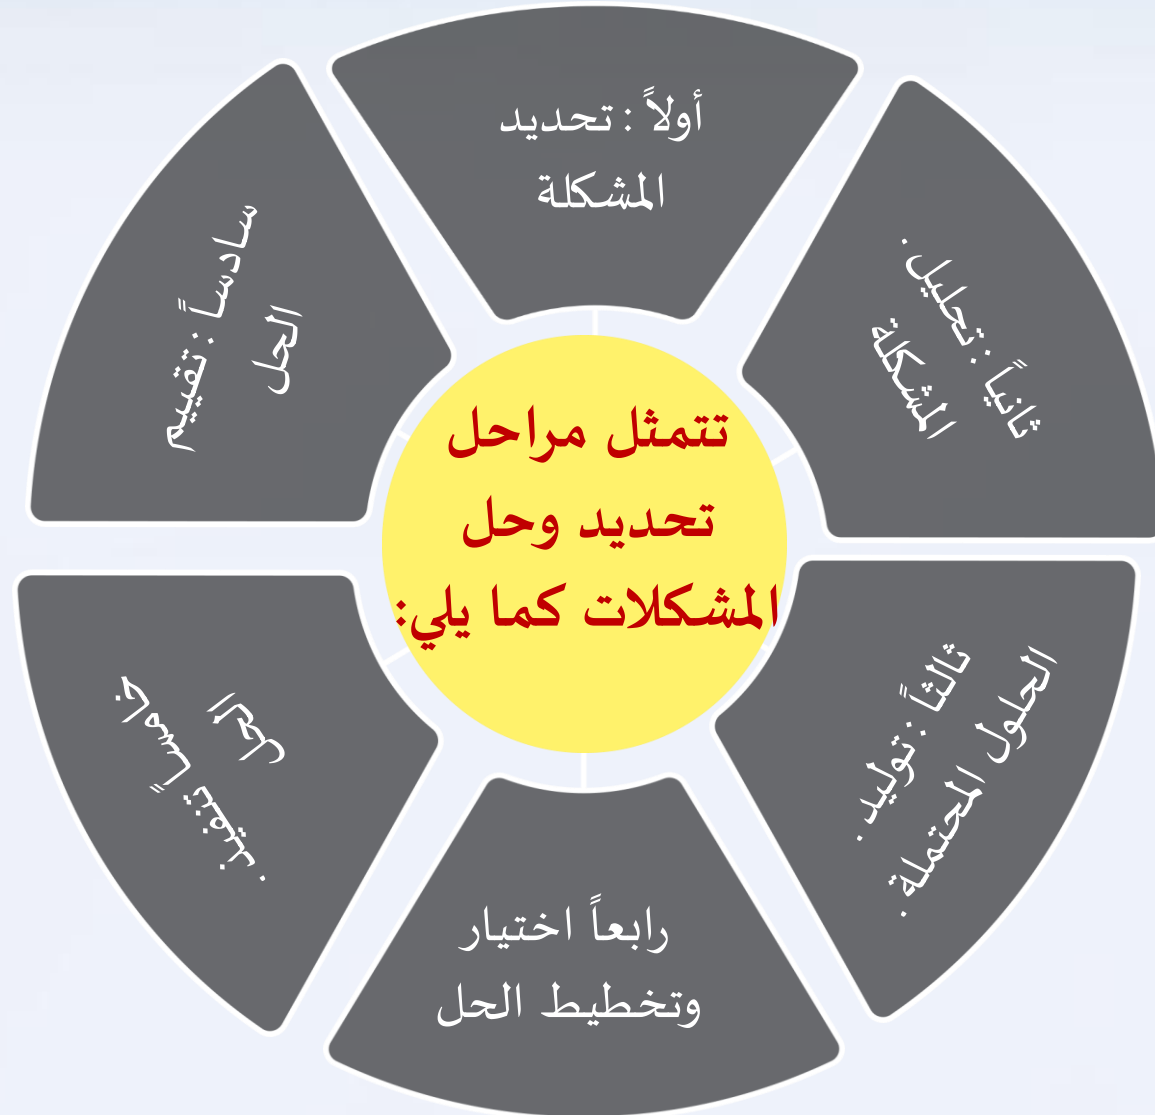 تتمثل مراحل
تحديد وحل
المشكلات كما يلي:
أولاً : تحديد
المشكلة
ثانياً : تحليل .
المشكلة
ثالثاً : توليد .
الحلول المحتملة .
رابعاً اختيار
وتخطيط الحل
خامساً تنفيذ .
الحل
سادساً : تقييم
الحل